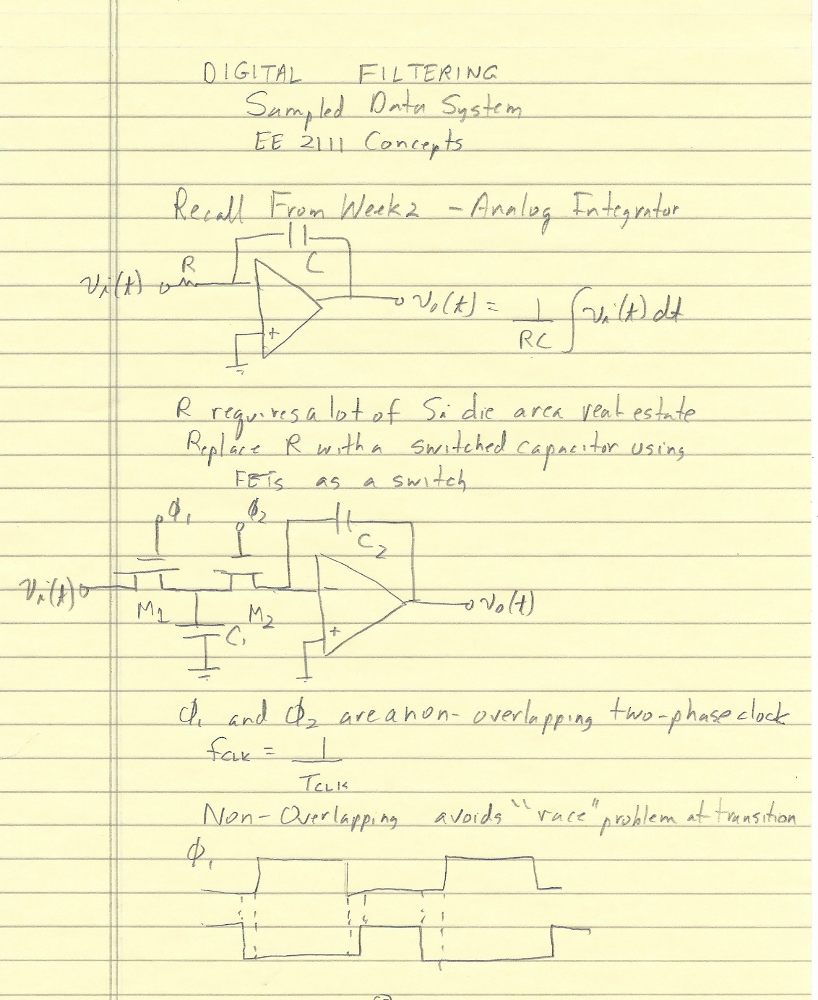 DIGITAL FILTERING
Sampled Data System
EE 2111 Concepts
Recall From Week 2 - Analog Integrator
C
R
vi(t)
vo(t) = 1/RC ∫vi(t) dt
+
R requires a lot of Si die area real estate
Replace R with a switched capacitor using
FETs as a switch
ϕ1 ϕ2
C2
vi(t) − vo(t)
M1 M2
C1 +
ϕ1 and ϕ2 are a non-overlapping two-phase clock
fCLK = 1/TCLK
Non-Overlapping avoids "race" problem at transition
ϕ1